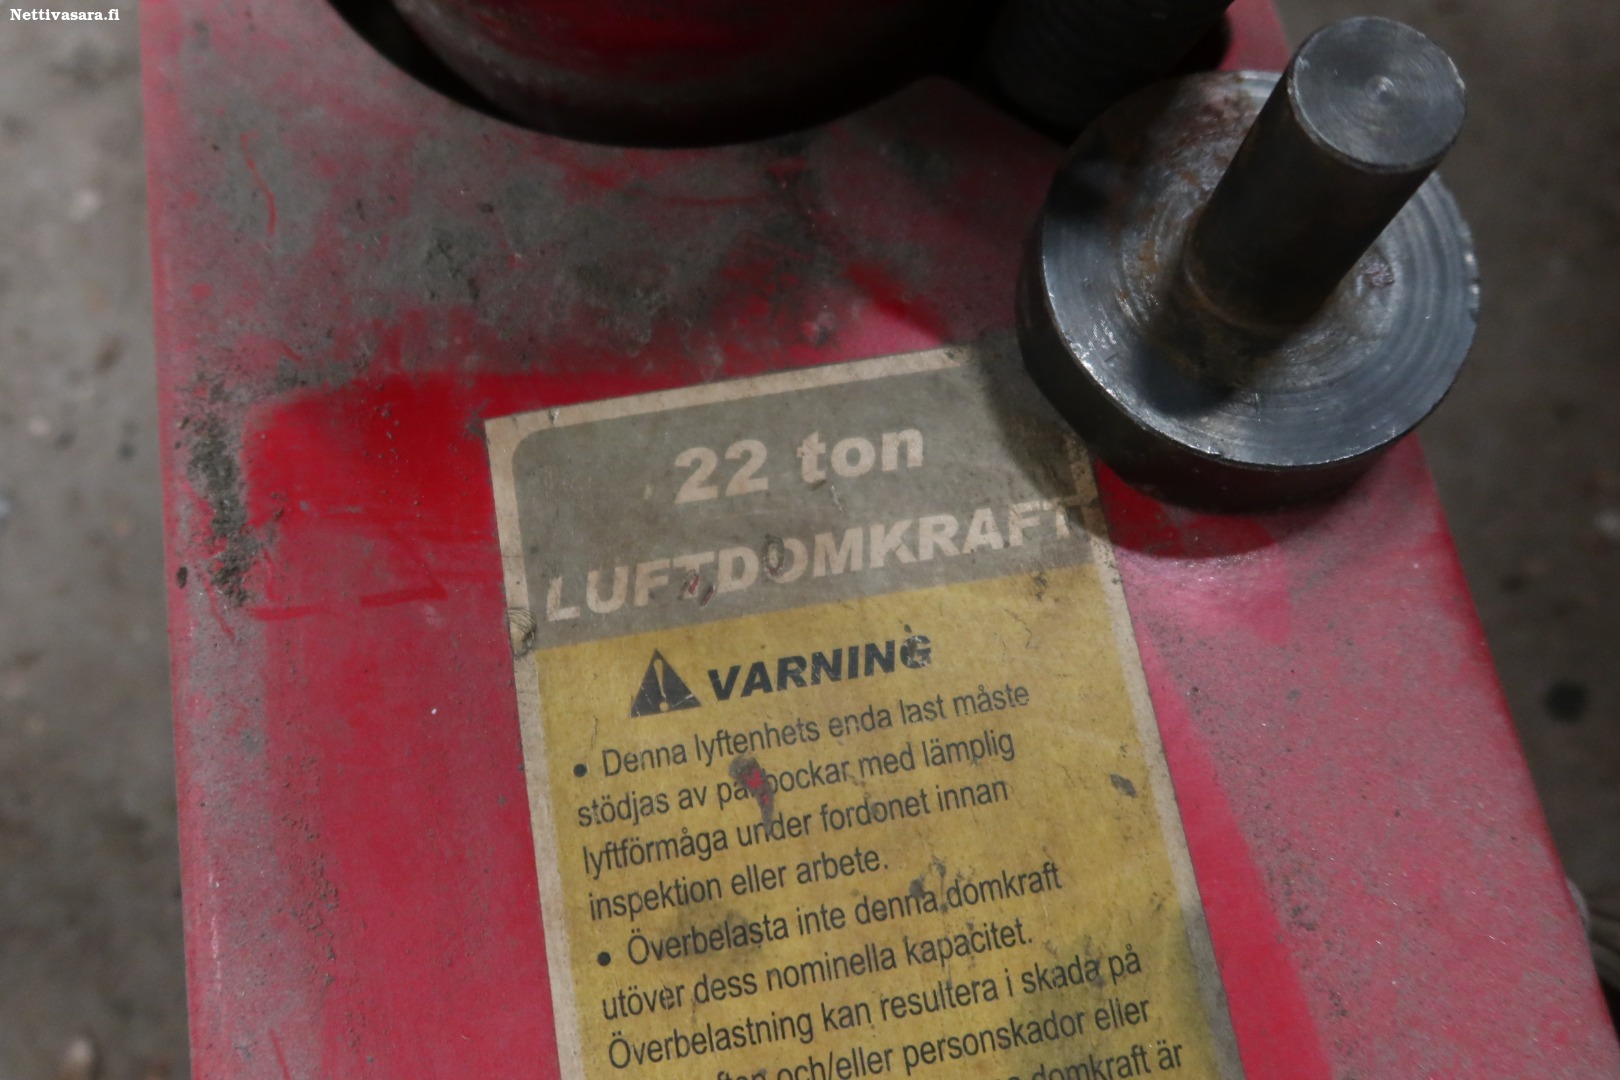 Nettivasara.fi
22 ton
LUFTDOMKRAFT
VARNING
• Denna lyftenhets enda last måste
stödjas av pallbockar med lämplig
lyftförmåga under fordonet innan
inspektion eller arbete.
• Överbelasta inte denna domkraft
utöver dess nominella kapacitet.
Överbelastning kan resultera i skada på
och/eller personskador eller
domkraft är